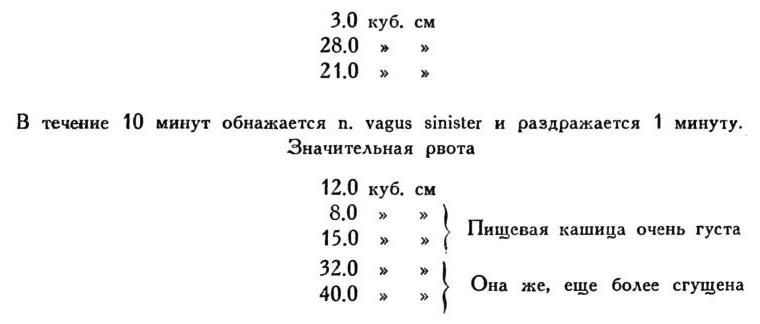 3.0 куб. см
28.0 » »
21.0 » »
В течение 10 минут обнажается n. vagus sinister и раздражается 1 минуту.
Значительная рвота
12.0 куб. см
8.0 » »
15.0 » » Пищевая кашица очень густа
32.0 » »
40.0 » » Она же, еще более сгущена